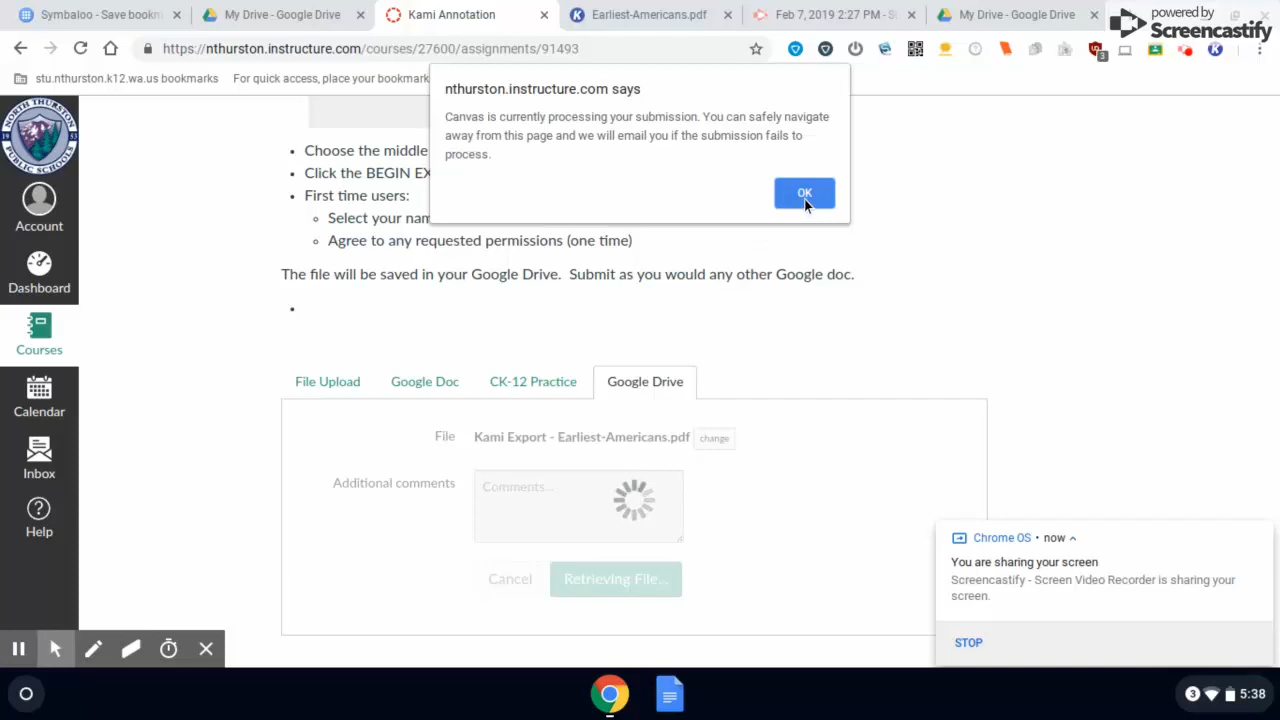 Symbaloo - Save bookm
My Drive - Google Drive
Kami Annotation
Earliest-Americans.pdf
Feb 7, 2019 2:27 PM - S
My Drive - Google Drive
powered by
Screencastify
https://nthurston.instructure.com/courses/27600/assignments/91493
3
stu.nthurston.k12.wa.us bookmarks
For quick access, place your bookmark
nthurston.instructure.com says
Canvas is currently processing your submission. You can safely navigate
away from this page and we will email you if the submission fails to
process.
OK
NORTH THURSTON
PUBLIC SCHOOLS
Account
Dashboard
Courses
Calendar
Inbox
Help
• Choose the middle
• Click the BEGIN EX
• First time users:
Select your nam
Agree to any requested permissions (one time)
The file will be saved in your Google Drive.  Submit as you would any other Google doc.
•
File Upload
Google Doc
CK-12 Practice
Google Drive
File
Kami Export - Earliest-Americans.pdf
change
Additional comments
Comments...
Cancel
Retrieving File...
Chrome OS • now
You are sharing your screen
Screencastify - Screen Video Recorder is sharing your
screen.
STOP
3
5:38